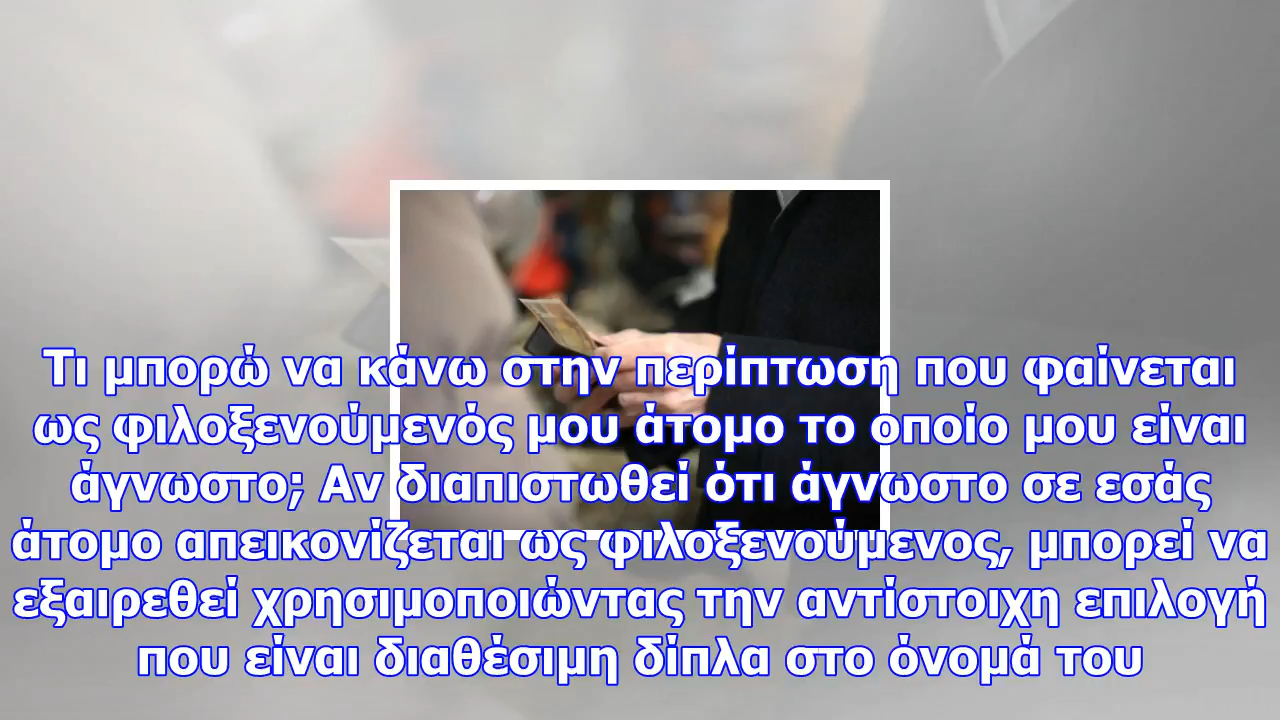 Τι μπορώ να κάνω στην περίπτωση που φαίνεται
ως φιλοξενούμενός μου άτομο το οποίο μου είναι
άγνωστο; Αν διαπιστωθεί ότι άγνωστο σε εσάς
άτομο απεικονίζεται ως φιλοξενούμενος, μπορεί να
εξαιρεθεί χρησιμοποιώντας την αντίστοιχη επιλογή
που είναι διαθέσιμη δίπλα στο όνομά του